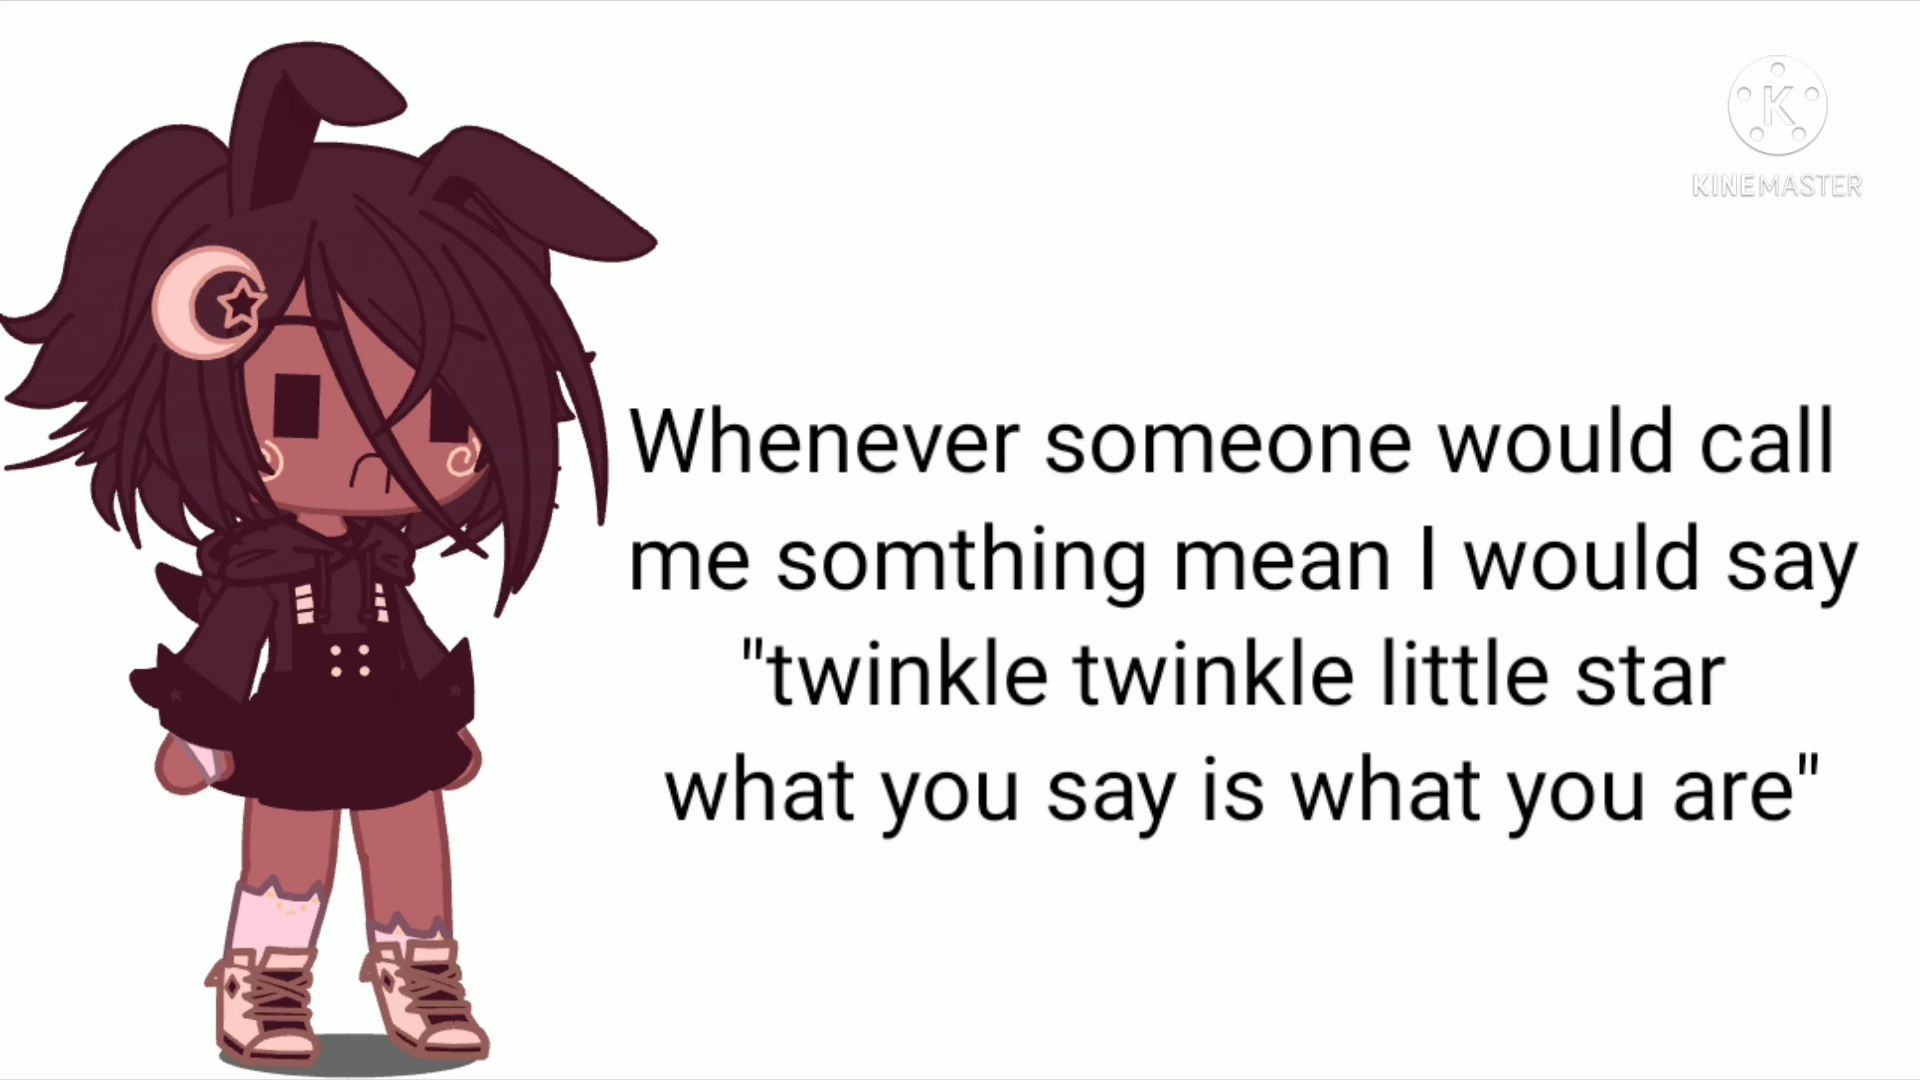 K
KINEMASTER
Whenever someone would call
me somthing mean I would say
"twinkle twinkle little star
what you say is what you are"